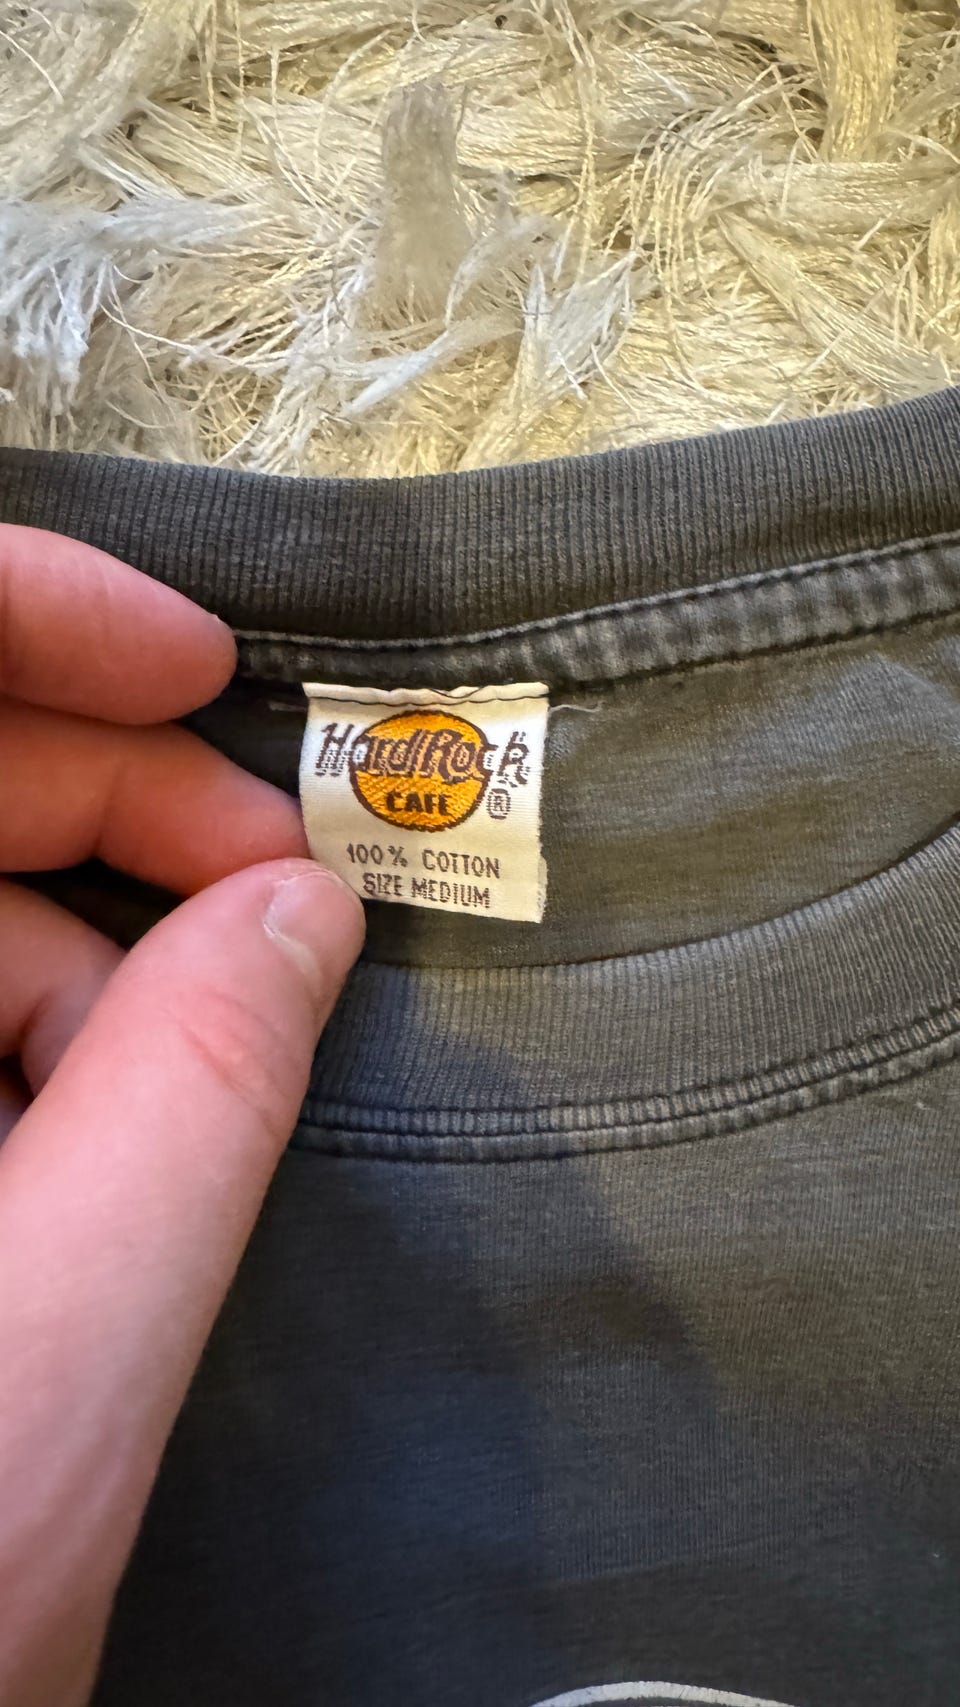 Hard Rock
CAFE ®
100% COTTON
SIZE MEDIUM